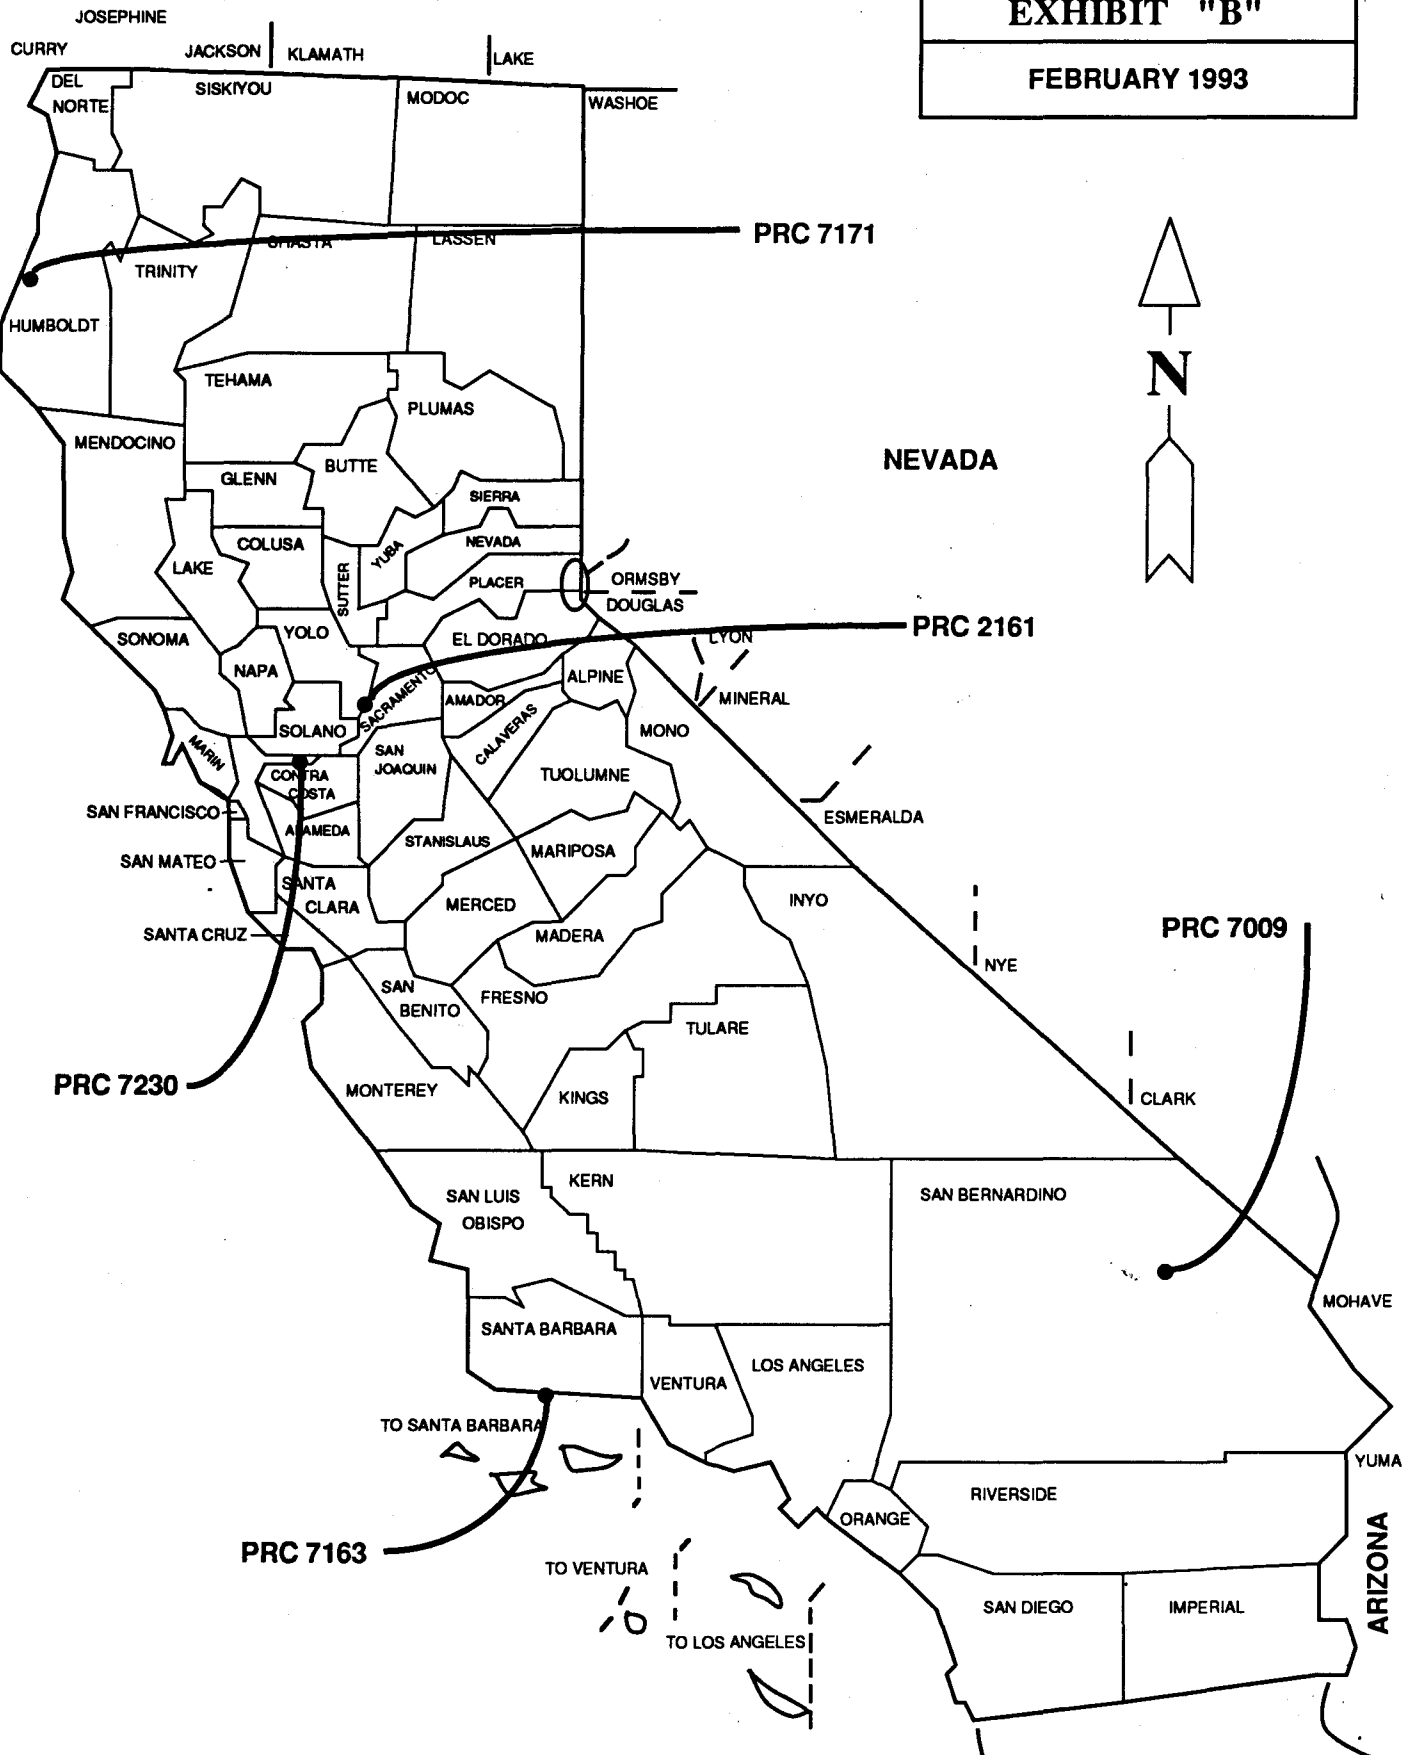 EXHIBIT "B"
FEBRUARY 1993
JOSEPHINE
CURRY
JACKSON
KLAMATH
LAKE
DEL
NORTE
SISKIYOU
MODOC
WASHOE
PRC 7171
SHASTA
LASSEN
TRINITY
HUMBOLDT
N
TEHAMA
PLUMAS
MENDOCINO
BUTTE
GLENN
NEVADA
SIERRA
COLUSA
YUBA
NEVADA
LAKE
SUTTER
PLACER
ORMSBY
DOUGLAS
PRC 2161
SONOMA
YOLO
EL DORADO
LYON
NAPA
SACRAMENTO
ALPINE
AMADOR
MINERAL
SOLANO
CALAVERAS
MONO
MARIN
SAN
JOAQUIN
CONTRA
COSTA
TUOLUMNE
SAN FRANCISCO
ESMERALDA
ALAMEDA
STANISLAUS
MARIPOSA
SAN MATEO
SANTA
CLARA
MERCED
INYO
SANTA CRUZ
MADERA
PRC 7009
NYE
SAN
BENITO
FRESNO
TULARE
PRC 7230
MONTEREY
KINGS
CLARK
KERN
SAN LUIS
OBISPO
SAN BERNARDINO
MOHAVE
SANTA BARBARA
LOS ANGELES
VENTURA
TO SANTA BARBARA
YUMA
RIVERSIDE
ORANGE
PRC 7163
TO VENTURA
ARIZONA
SAN DIEGO
IMPERIAL
TO LOS ANGELES